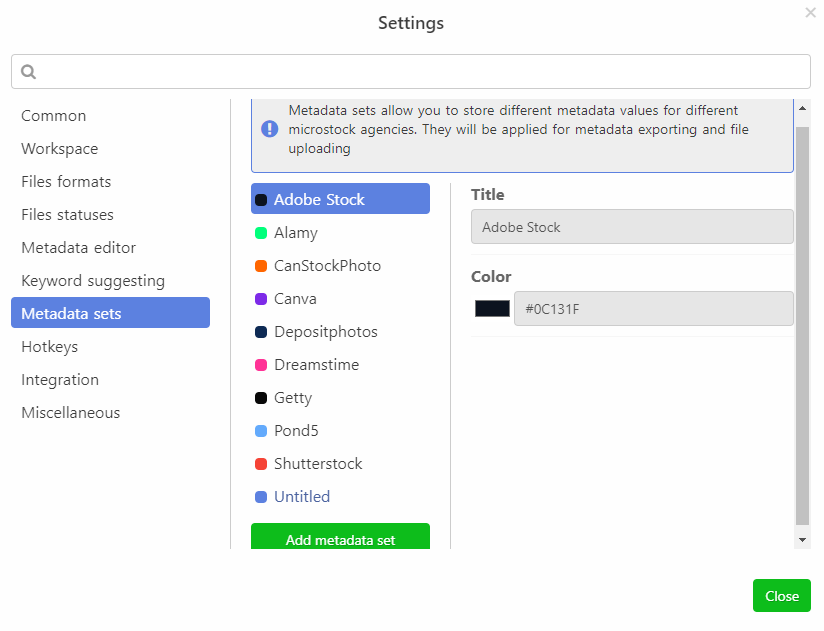 Settings
Common
Workspace
Files formats
Files statuses
Metadata editor
Keyword suggesting
Metadata sets
Hotkeys
Integration
Miscellaneous
Metadata sets allow you to store different metadata values for different
microstock agencies. They will be applied for metadata exporting and file
uploading
Adobe Stock
Alamy
CanStockPhoto
Canva
Depositphotos
Dreamstime
Getty
Pond5
Shutterstock
Untitled
Add metadata set
Title
Adobe Stock
Color
#0C131F
Close